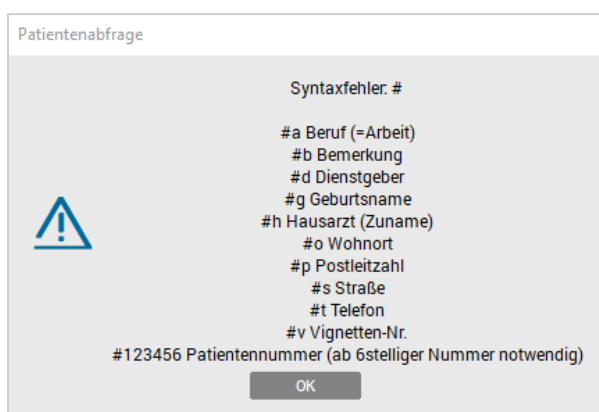 Patientenabfrage
Syntaxfehler: #
#a Beruf (=Arbeit)
#b Bemerkung
#d Dienstgeber
#g Geburtsname
#h Hausarzt (Zuname)
#o Wohnort
#p Postleitzahl
#s Straße
#t Telefon
#v Vignetten-Nr.
#123456 Patientennummer (ab 6stelliger Nummer notwendig)
OK